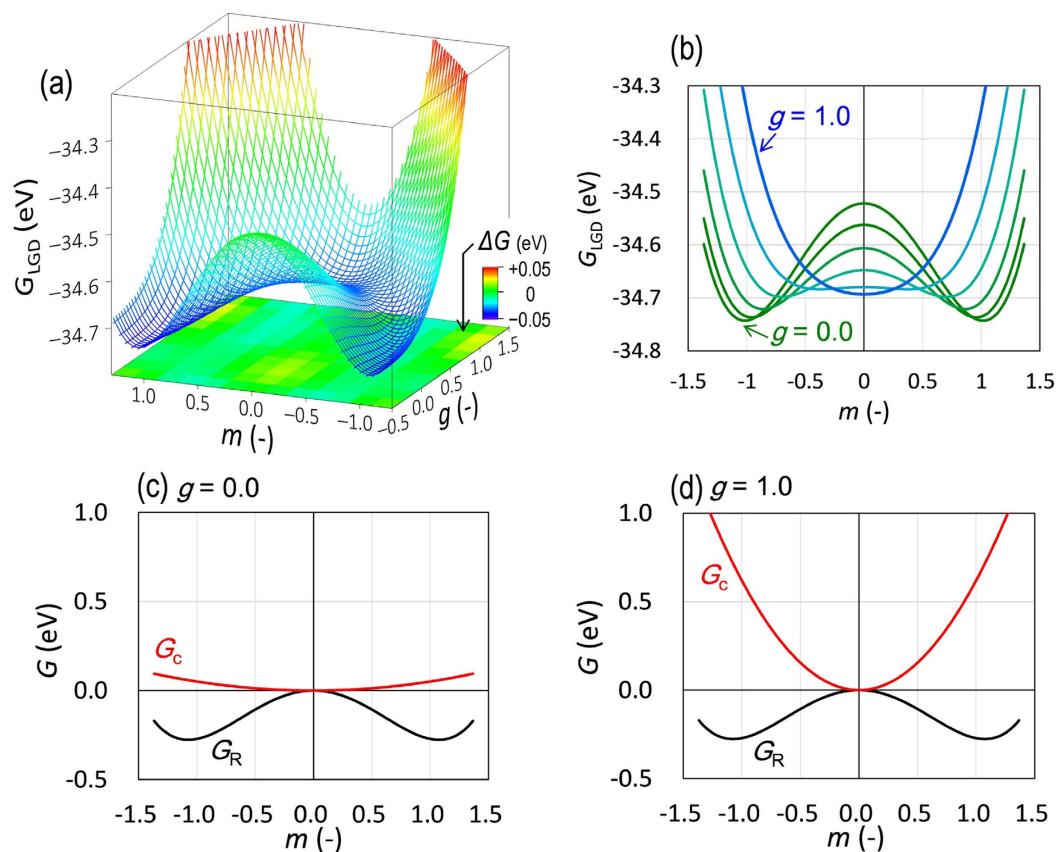 (a)
G_LGD (eV)
−34.3
−34.4
−34.5
−34.6
−34.7
ΔG (eV)
+0.05
0
−0.05
1.0 0.5 0.0 −0.5 −1.0
m (-)
−0.5 0.0 0.5 1.0 1.5
g (-)
(b)
G_LGD (eV)
-34.3
-34.4
-34.5
-34.6
-34.7
-34.8
g = 1.0
g = 0.0
-1.5 -1 -0.5 0 0.5 1 1.5
m (-)
(c) g = 0.0
G (eV)
1.0
0.5
0.0
-0.5
G_c
G_R
-1.5 -1.0 -0.5 0.0 0.5 1.0 1.5
m (-)
(d) g = 1.0
G (eV)
1.0
0.5
0.0
-0.5
G_c
G_R
-1.5 -1.0 -0.5 0.0 0.5 1.0 1.5
m (-)